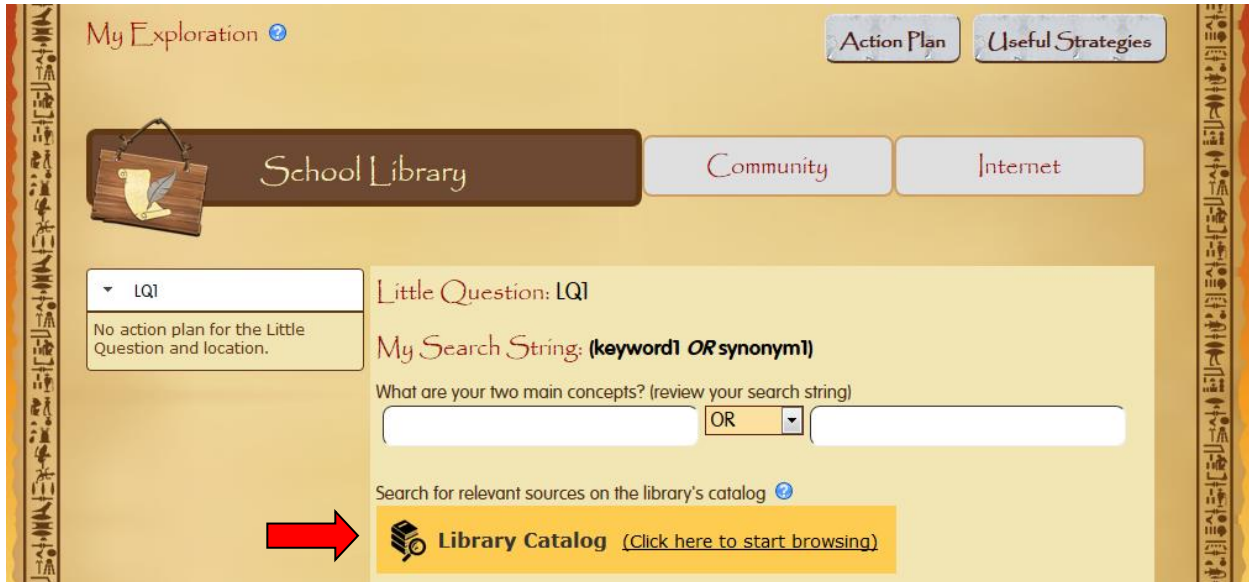 My Exploration
Action Plan
Useful Strategies
School Library
Community
Internet
LQ1
No action plan for the Little
Question and location.
Little Question: LQ1
My Search String: (keyword1 OR synonym1)
What are your two main concepts? (review your search string)
OR
Search for relevant sources on the library's catalog
Library Catalog (Click here to start browsing)